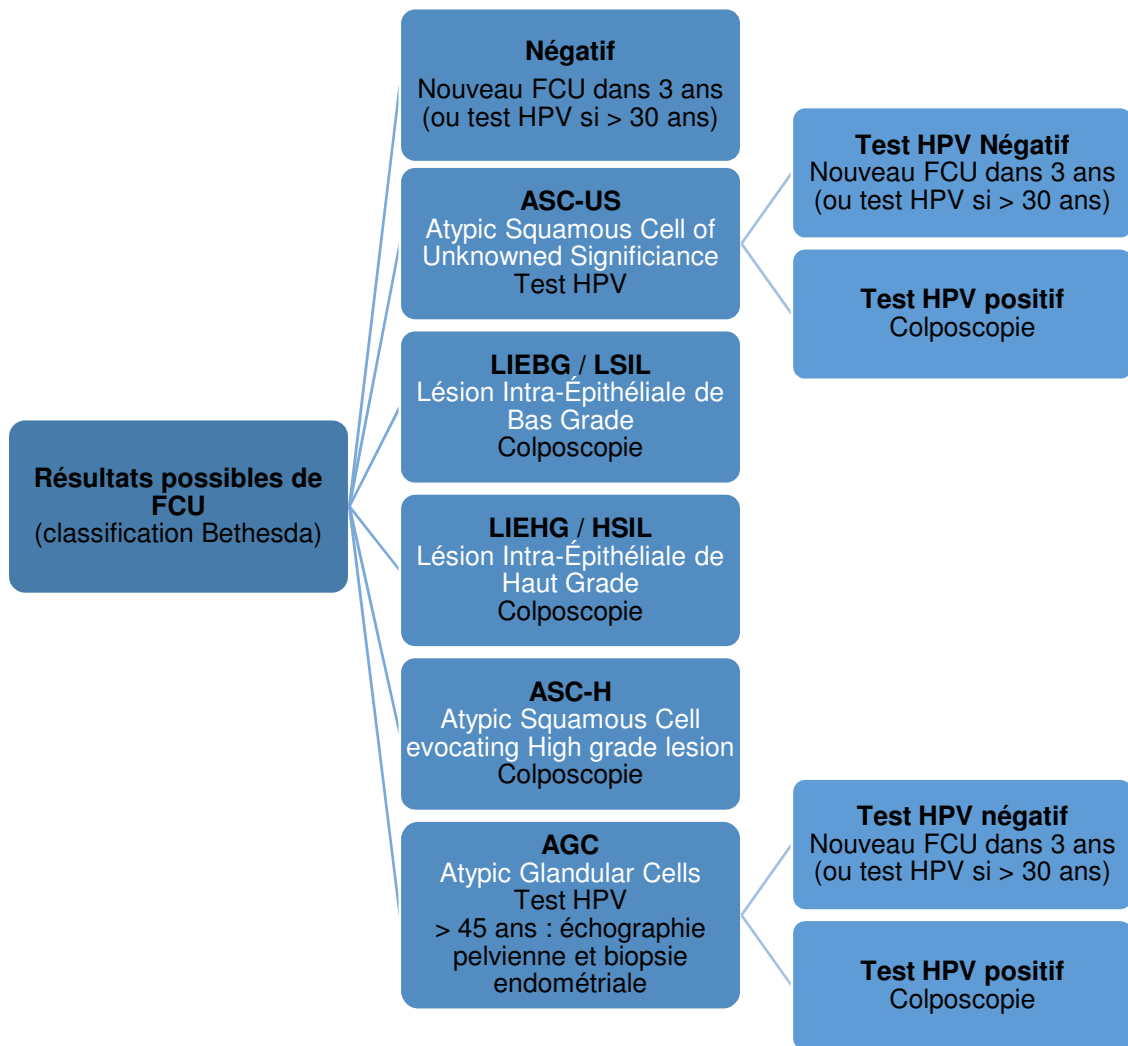 Résultats possibles de
FCU
(classification Bethesda)
Négatif
Nouveau FCU dans 3 ans
(ou test HPV si > 30 ans)
ASC-US
Atypic Squamous Cell of
Unknowned Significiance
Test HPV
Test HPV Négatif
Nouveau FCU dans 3 ans
(ou test HPV si > 30 ans)
Test HPV positif
Colposcopie
LIEBG / LSIL
Lésion Intra-Épithéliale de
Bas Grade
Colposcopie
LIEHG / HSIL
Lésion Intra-Épithéliale de
Haut Grade
Colposcopie
ASC-H
Atypic Squamous Cell
evocating High grade lesion
Colposcopie
AGC
Atypic Glandular Cells
Test HPV
> 45 ans : échographie
pelvienne et biopsie
endométriale
Test HPV négatif
Nouveau FCU dans 3 ans
(ou test HPV si > 30 ans)
Test HPV positif
Colposcopie